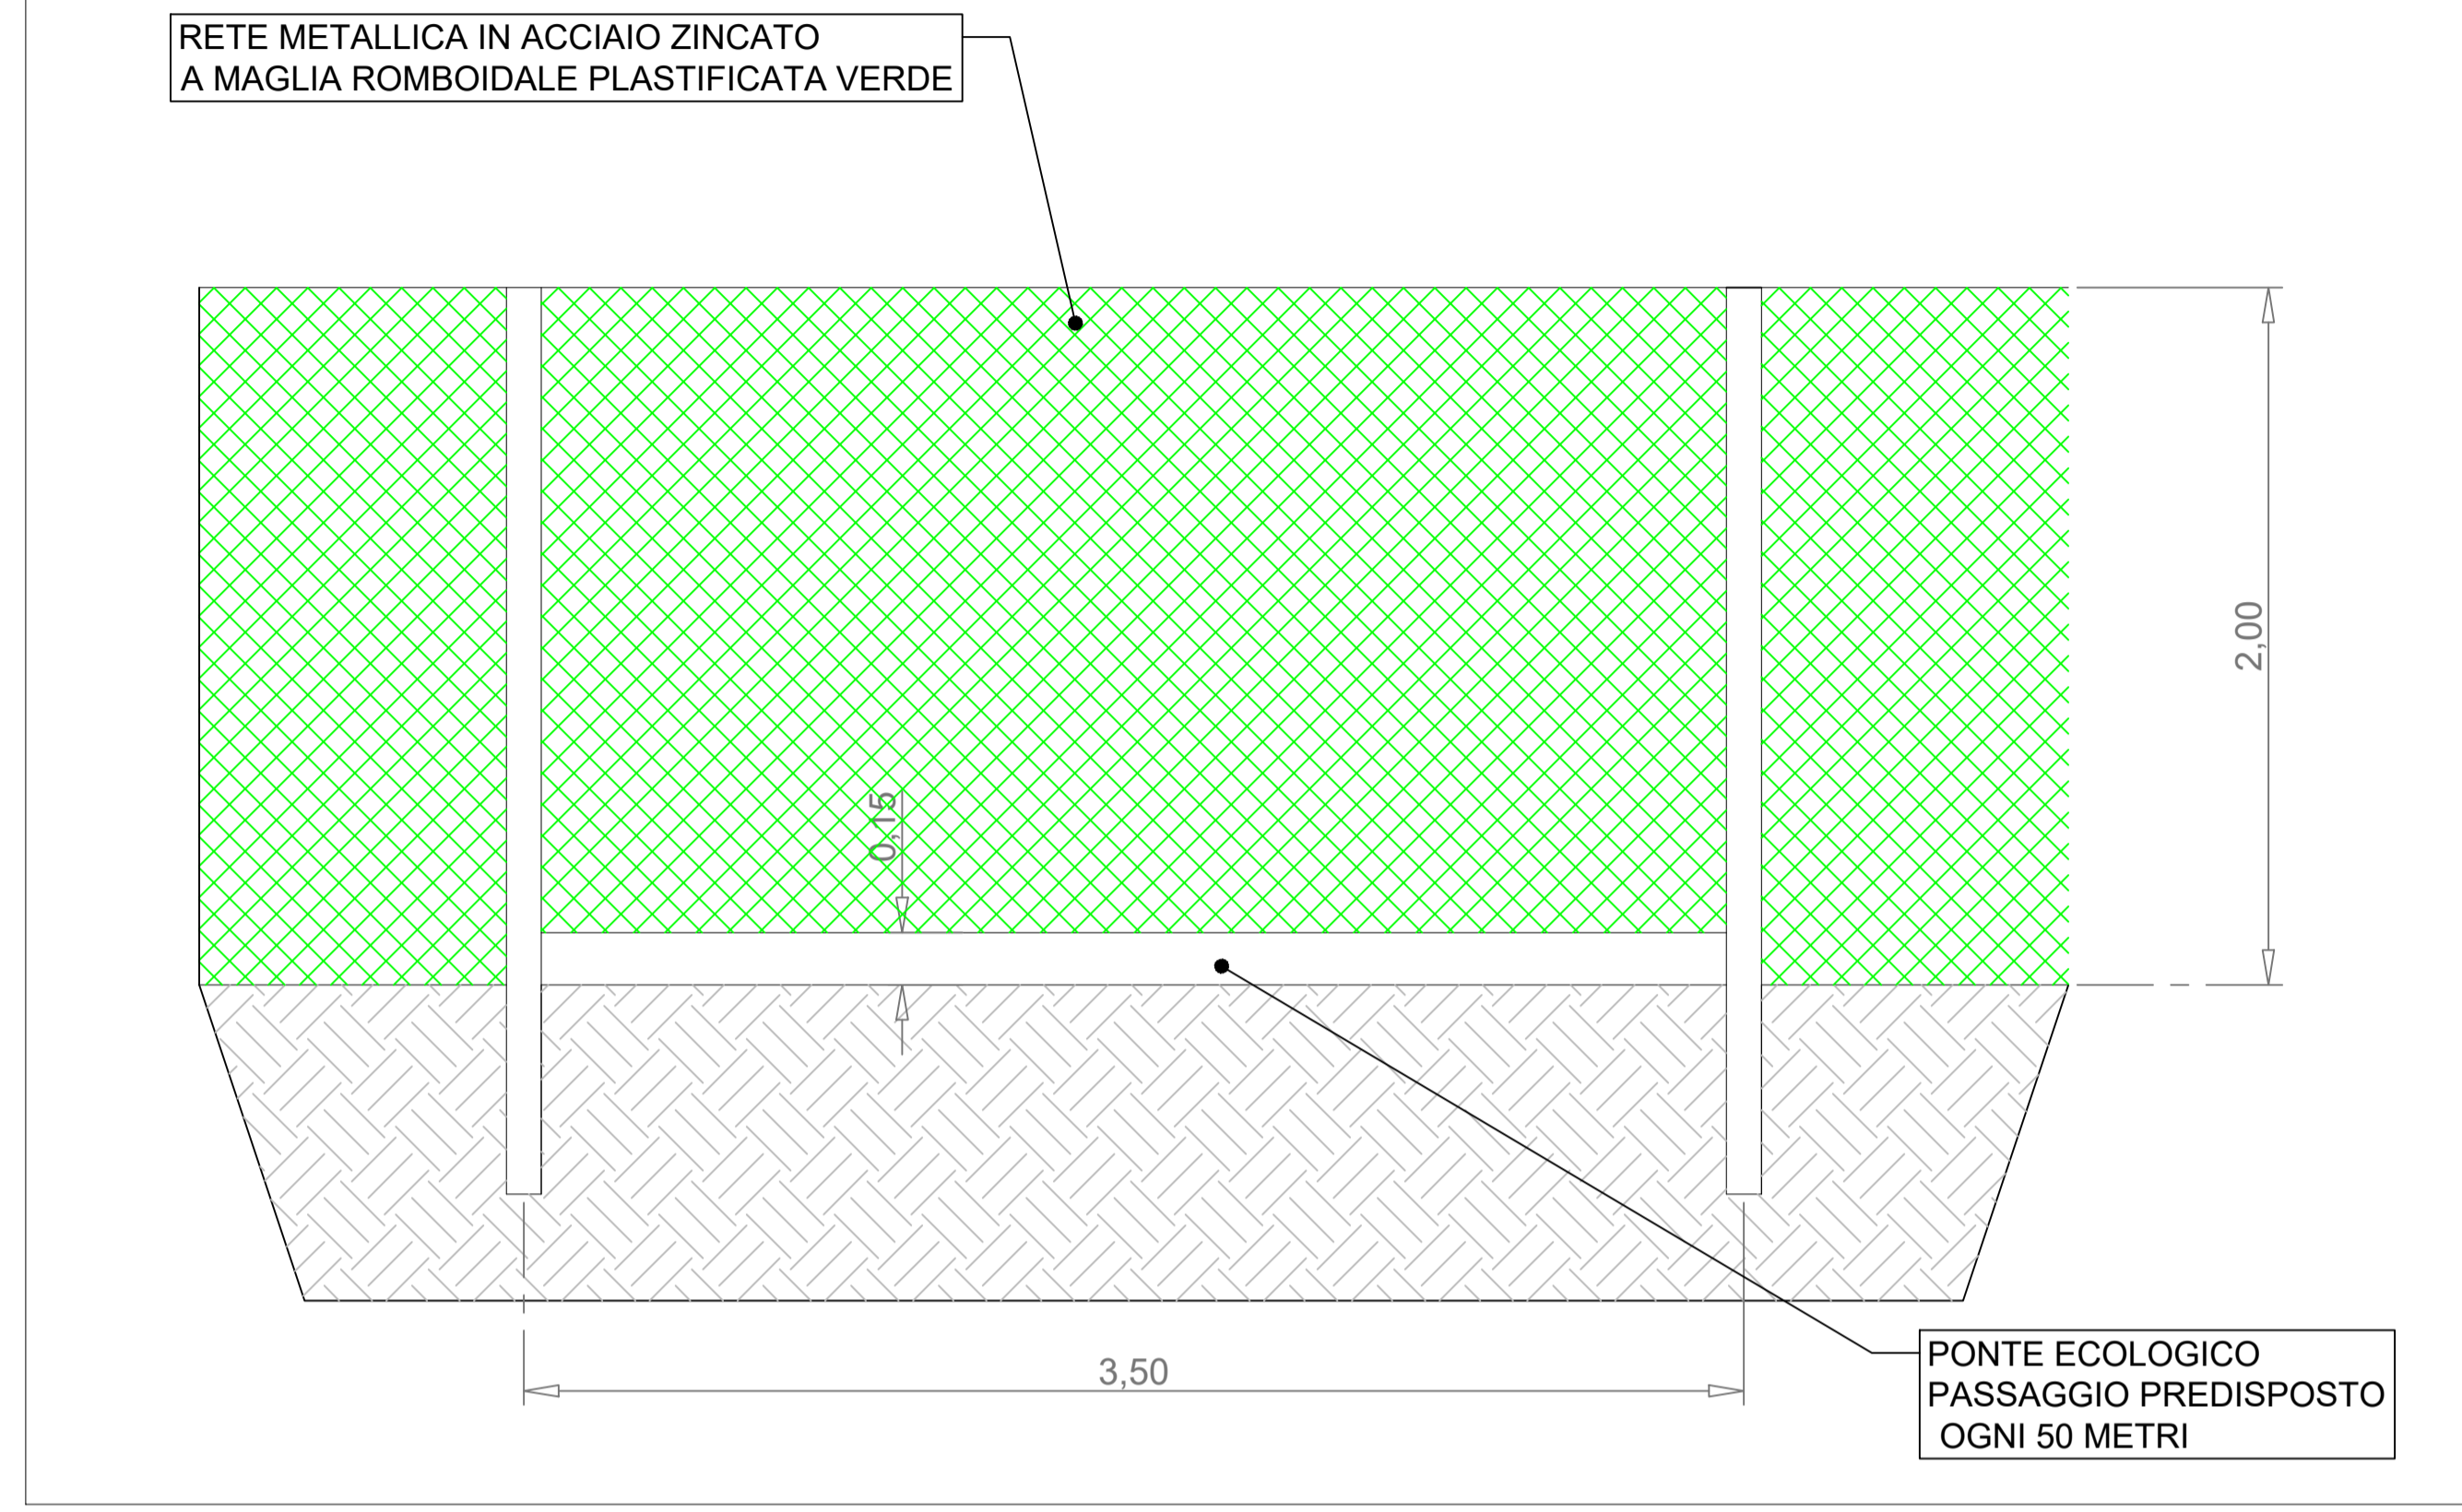 RETE METALLICA IN ACCIAIO ZINCATO
A MAGLIA ROMBOIDALE PLASTIFICATA VERDE
2,00
0,15
3,50
PONTE ECOLOGICO
PASSAGGIO PREDISPOSTO
OGNI 50 METRI